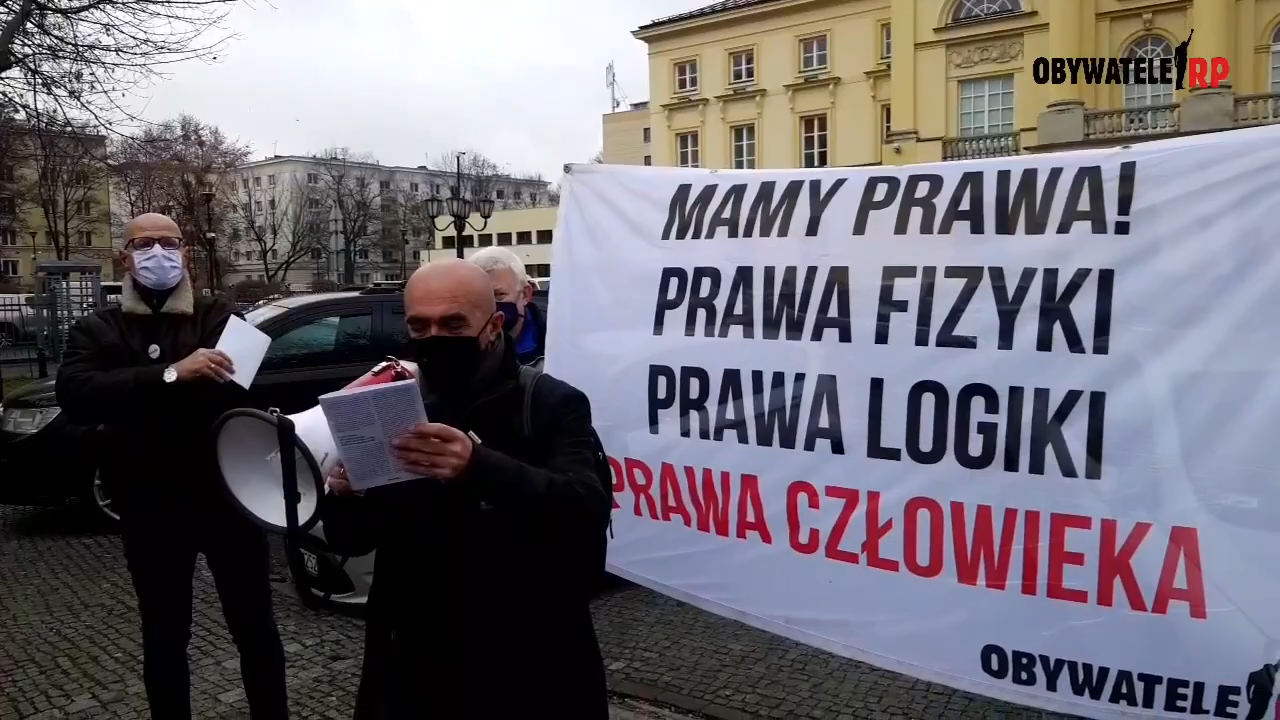 OBYWATELE RP
MAMY PRAWA!
PRAWA FIZYKI
PRAWA LOGIKI
PRAWA CZŁOWIEKA
OBYWATELE